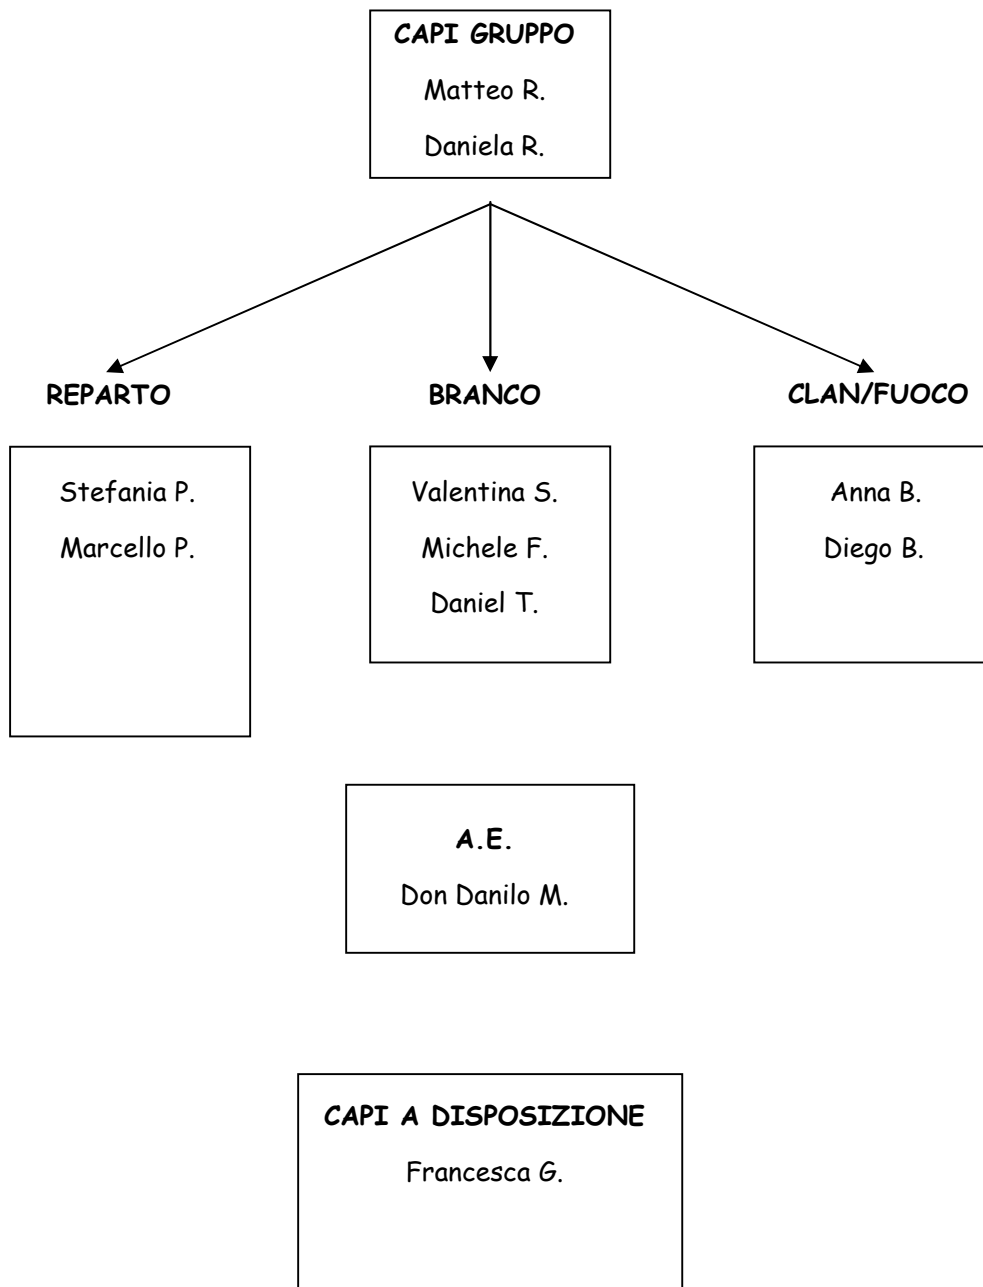 CAPI GRUPPO
Matteo R.
Daniela R.
REPARTO
BRANCO
CLAN/FUOCO
Stefania P.
Marcello P.
Valentina S.
Michele F.
Daniel T.
Anna B.
Diego B.
A.E.
Don Danilo M.
CAPI A DISPOSIZIONE
Francesca G.